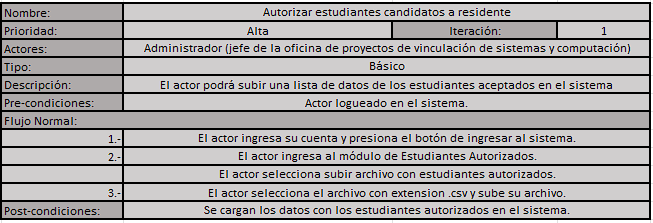 Nombre: Autorizar estudiantes candidatos a residente
Prioridad: Alta Iteración: 1
Actores: Administrador (jefe de la oficina de proyectos de vinculación de sistemas y computación)
Tipo: Básico
Descripción: El actor podrá subir una lista de datos de los estudiantes aceptados en el sistema
Pre-condiciones: Actor logueado en el sistema.
Flujo Normal:
1.- El actor ingresa su cuenta y presiona el botón de ingresar al sistema.
2.- El actor ingresa al módulo de Estudiantes Autorizados.
El actor selecciona subir archivo con estudiantes autorizados.
3.- El actor selecciona el archivo con extension .csv y sube su archivo.
Post-condiciones: Se cargan los datos con los estudiantes autorizados en el sistema.